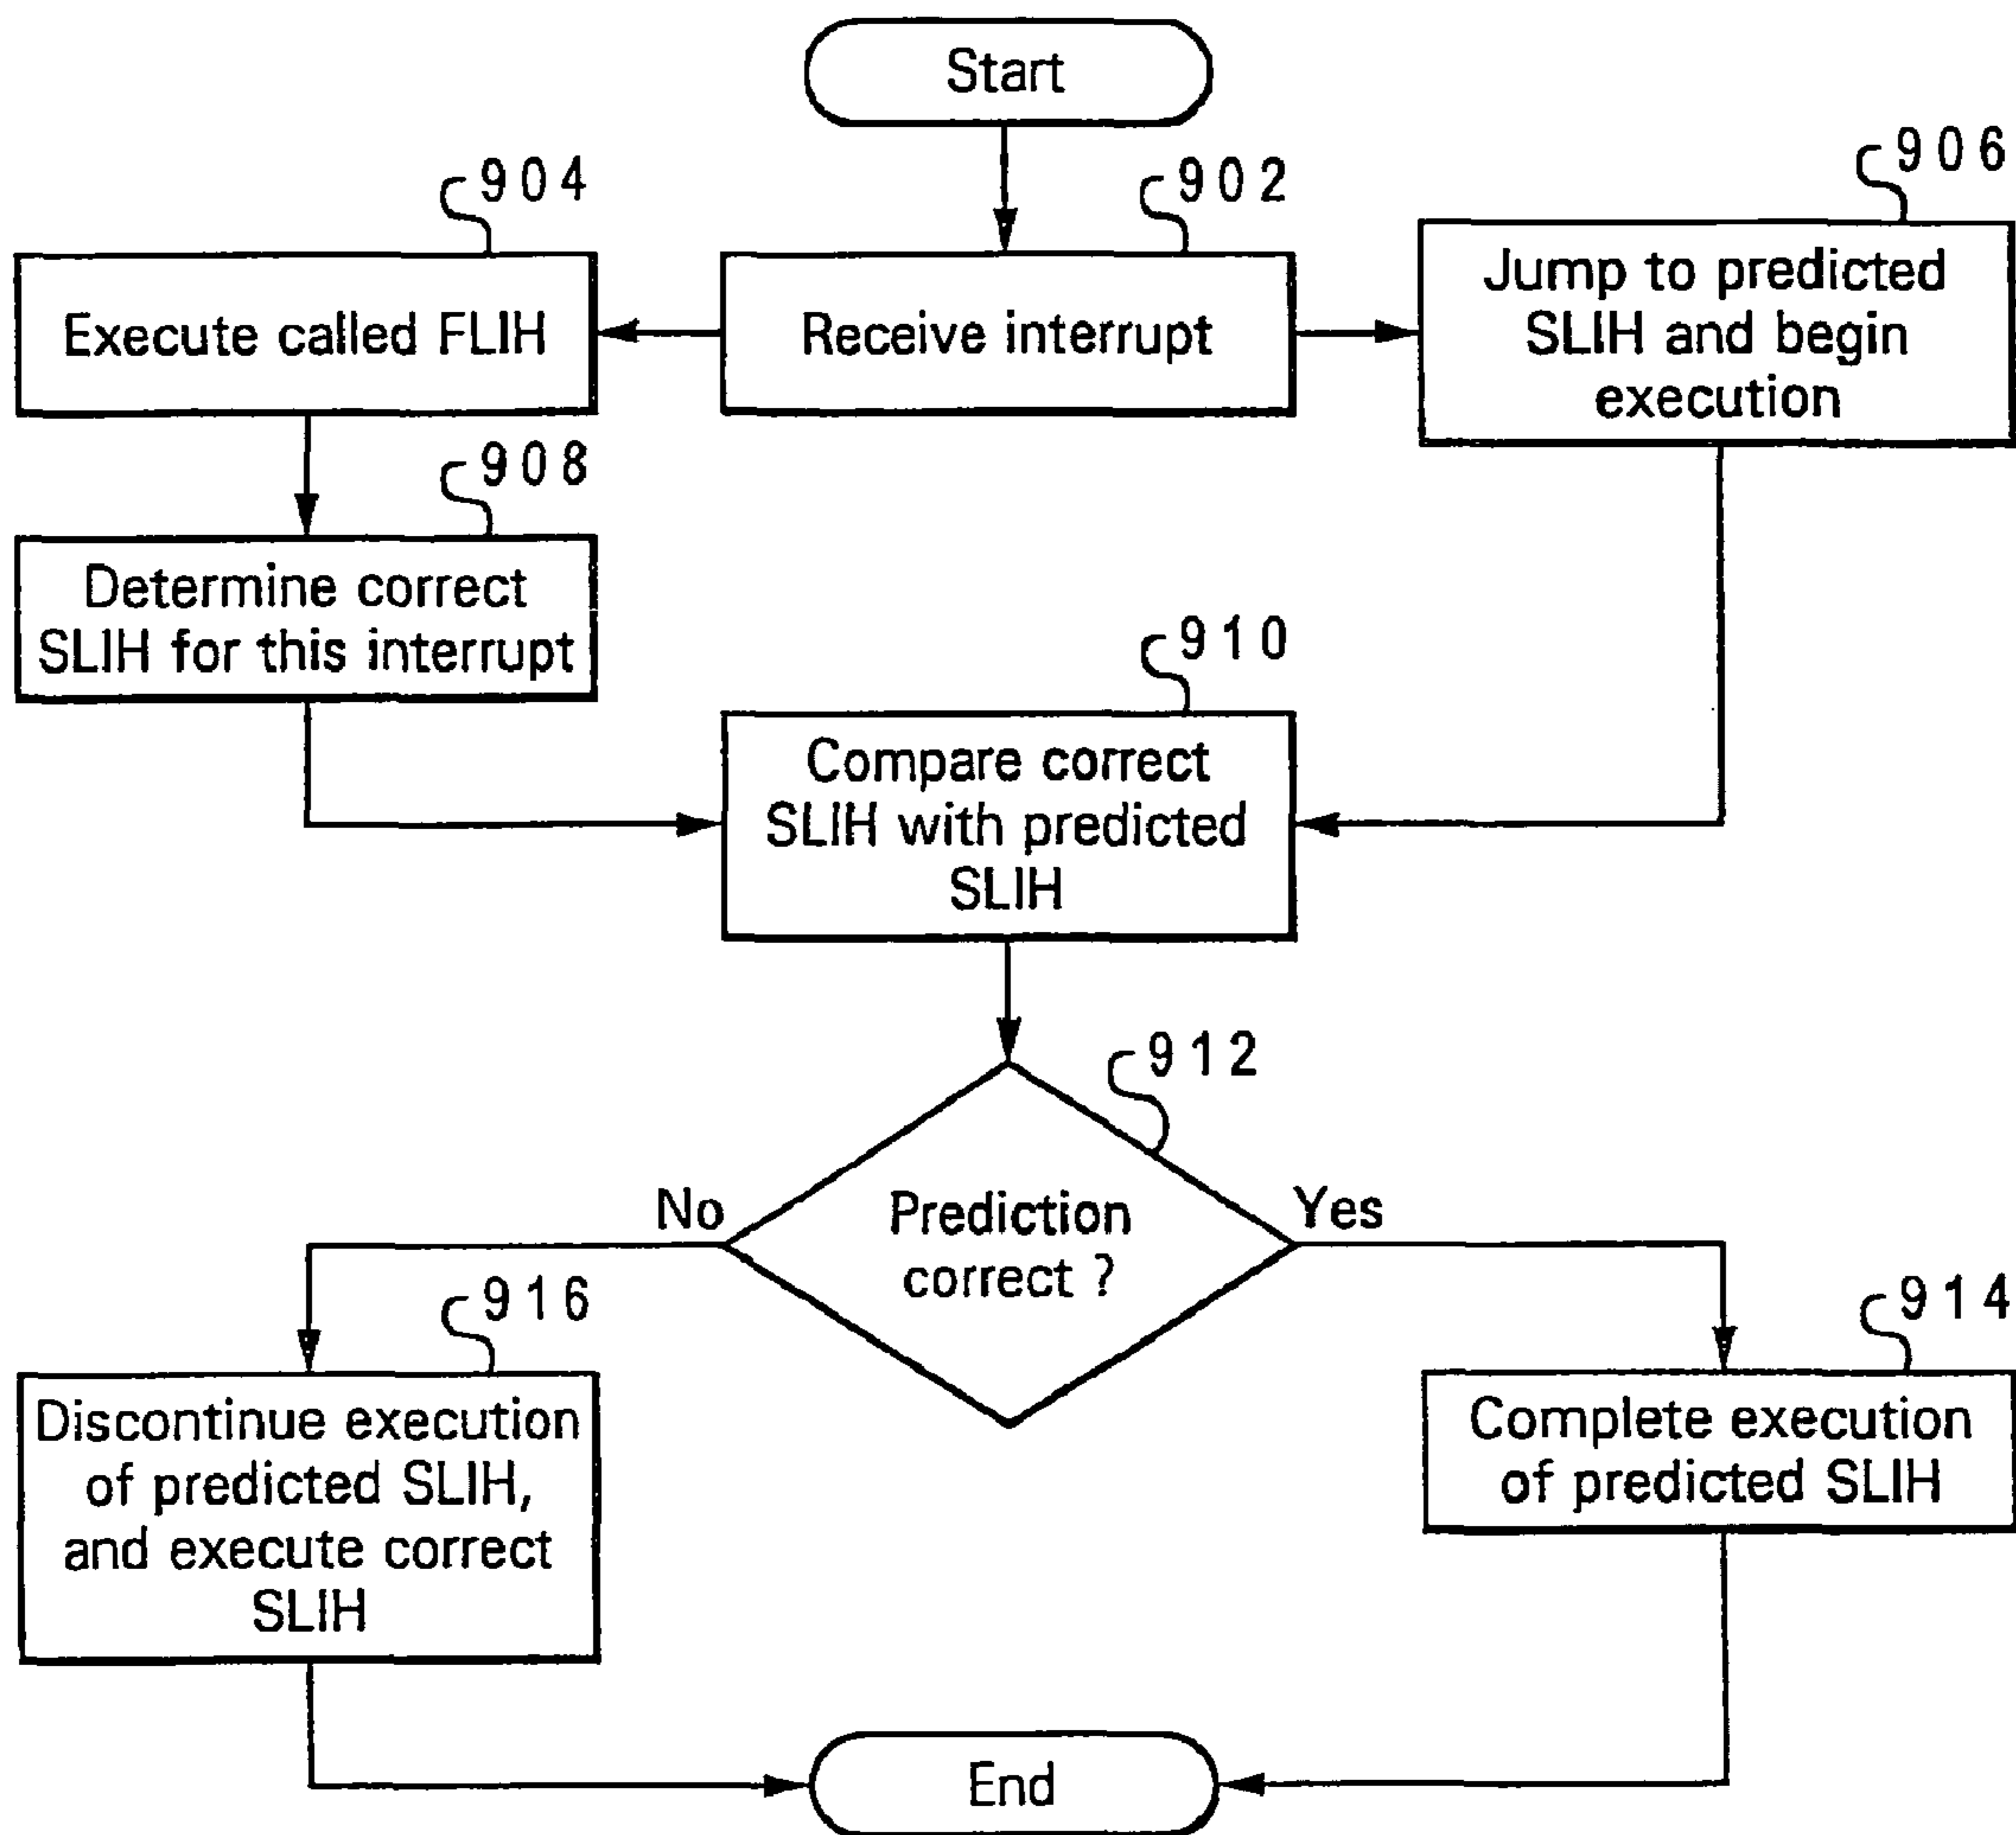 Start
904
902
906
Execute called FLIH
Receive interrupt
Jump to predicted
SLIH and begin
execution
908
Determine correct
SLIH for this interrupt
910
Compare correct
SLIH with predicted
SLIH
912
No
Prediction
correct ?
Yes
916
914
Discontinue execution
of predicted SLIH,
and execute correct
SLIH
Complete execution
of predicted SLIH
End